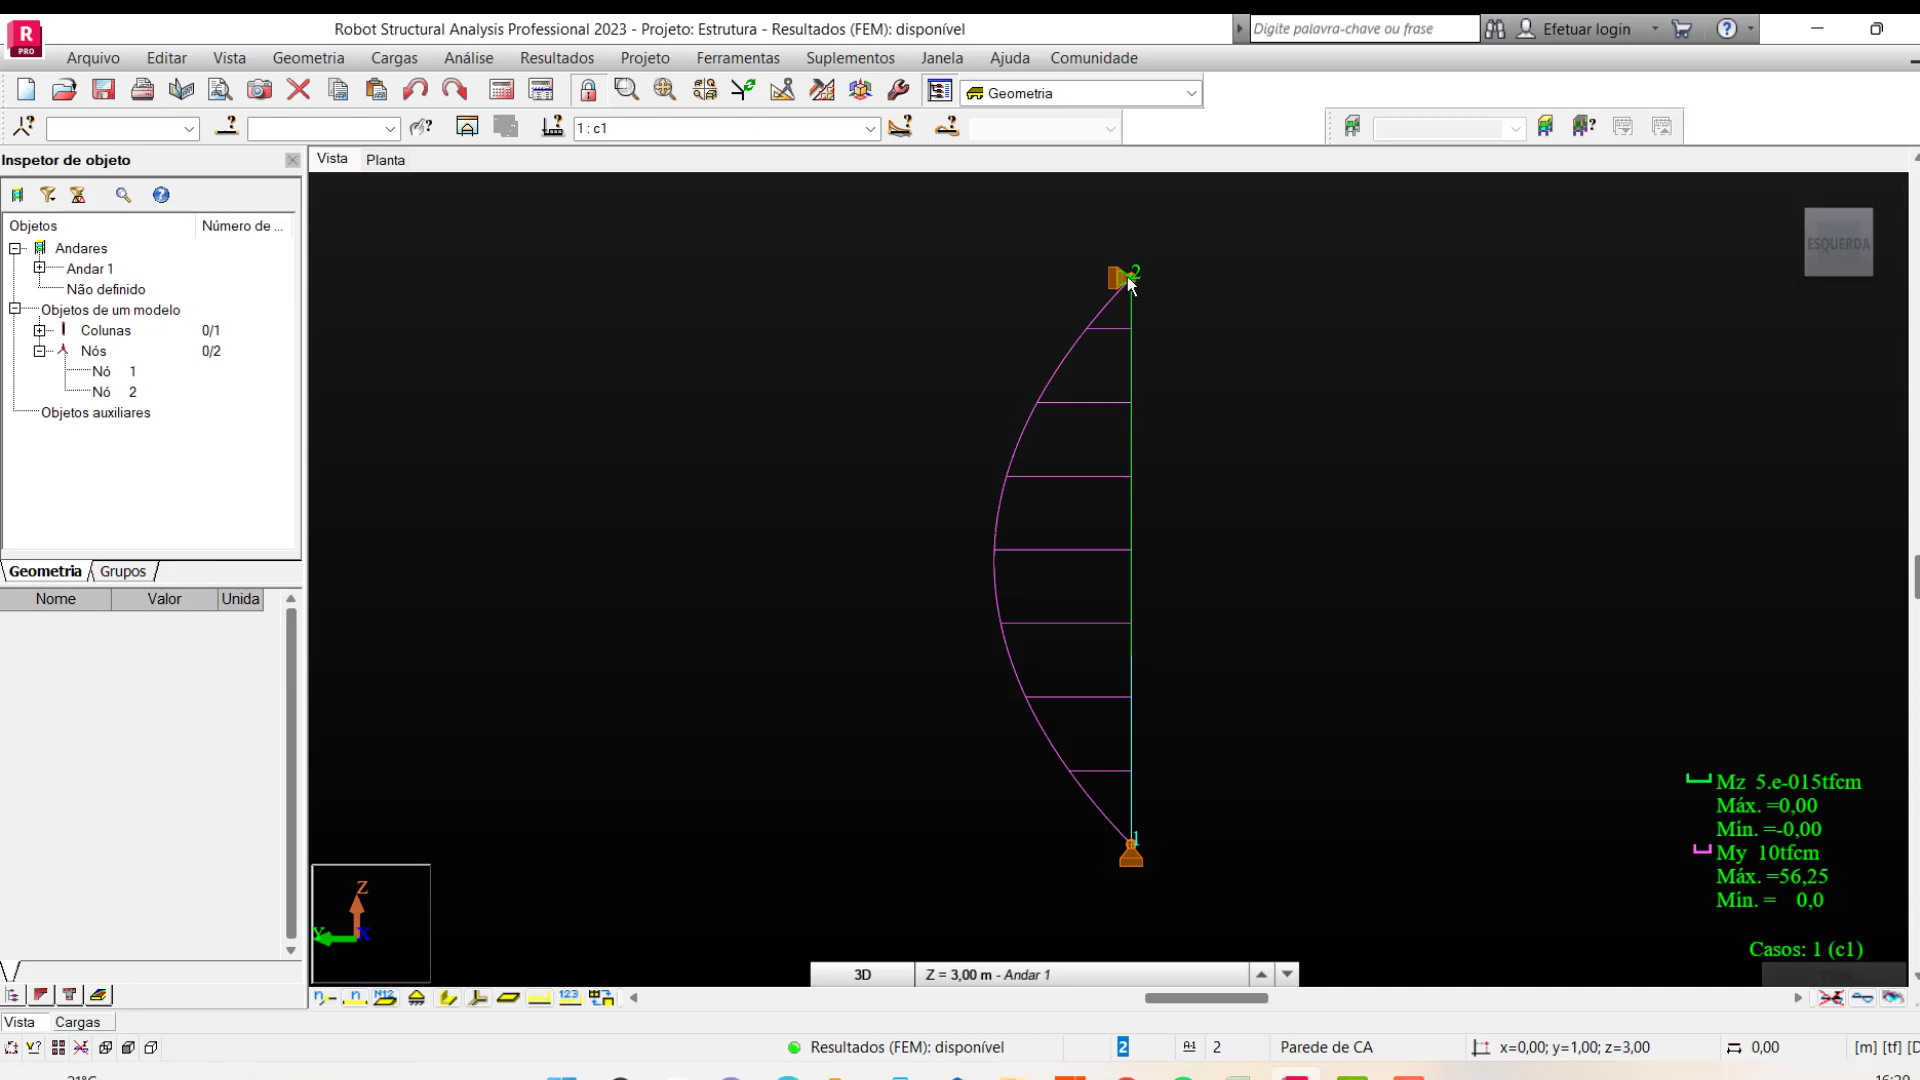 R
PRO
Robot Structural Analysis Professional 2023 - Projeto: Estrutura - Resultados (FEM): disponível
Digite palavra-chave ou frase
Efetuar login
Arquivo Editar Vista Geometria Cargas Análise Resultados Projeto Ferramentas Suplementos Janela Ajuda Comunidade
Geometria
1 : c1
Inspetor de objeto
Vista Planta
Objetos Número de ...
Andares
Andar 1
Não definido
Objetos de um modelo
Colunas 0/1
Nós 0/2
Nó 1
Nó 2
Objetos auxiliares
Geometria Grupos
Nome Valor Unida
ESQUERDA
2
1
Mz 5.e-015tfcm
Máx. =0,00
Mín. =-0,00
My 10tfcm
Máx. =56,25
Mín. = 0,0
Casos: 1 (c1)
Z
Y X
3D Z = 3,00 m - Andar 1
Vista Cargas
Resultados (FEM): disponível 2 2 Parede de CA x=0,00; y=1,00; z=3,00 0,00 [m] [tf] [D